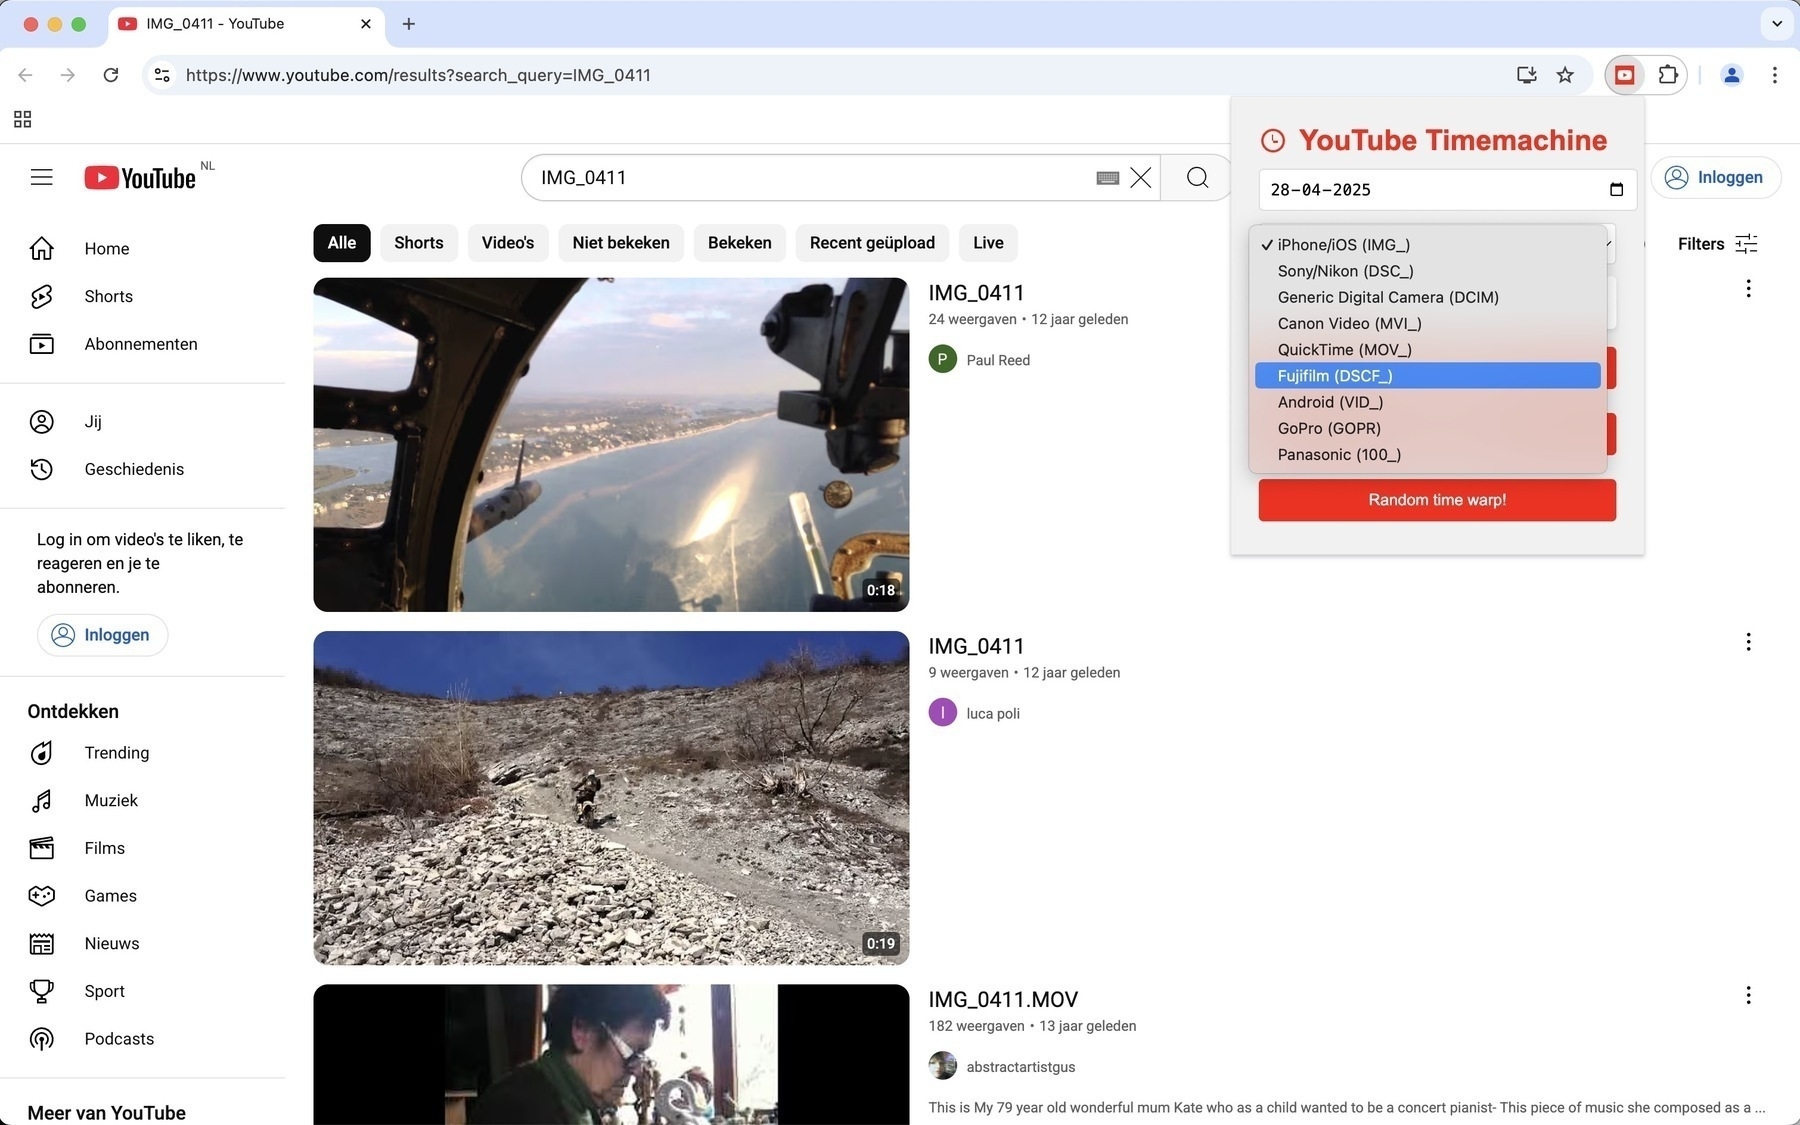 IMG_0411 - YouTube
https://www.youtube.com/results?search_query=IMG_0411
YouTube NL
IMG_0411
YouTube Timemachine
28-04-2025
Inloggen
Home
Shorts
Abonnementen
Jij
Geschiedenis
Log in om video's te liken, te
reageren en je te
abonneren.
Inloggen
Ontdekken
Trending
Muziek
Films
Games
Nieuws
Sport
Podcasts
Meer van YouTube
Alle
Shorts
Video's
Niet bekeken
Bekeken
Recent geüpload
Live
Filters
iPhone/iOS (IMG_)
Sony/Nikon (DSC_)
Generic Digital Camera (DCIM)
Canon Video (MVI_)
QuickTime (MOV_)
Fujifilm (DSCF_)
Android (VID_)
GoPro (GOPR)
Panasonic (100_)
Random time warp!
0:18
IMG_0411
24 weergaven • 12 jaar geleden
P Paul Reed
0:19
IMG_0411
9 weergaven • 12 jaar geleden
l luca poli
IMG_0411.MOV
182 weergaven • 13 jaar geleden
abstractartistgus
This is My 79 year old wonderful mum Kate who as a child wanted to be a concert pianist- This piece of music she composed as a ...